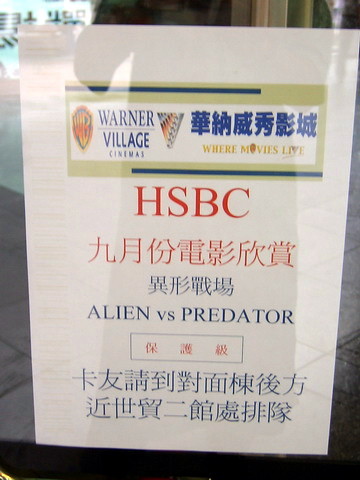 WARNER
VILLAGE
CINEMAS
華納威秀影城
WHERE MOVIES LIVE
HSBC
九月份電影欣賞
異形戰場
ALIEN vs PREDATOR
保護級
卡友請到對面棟後方
近世貿二館處排隊